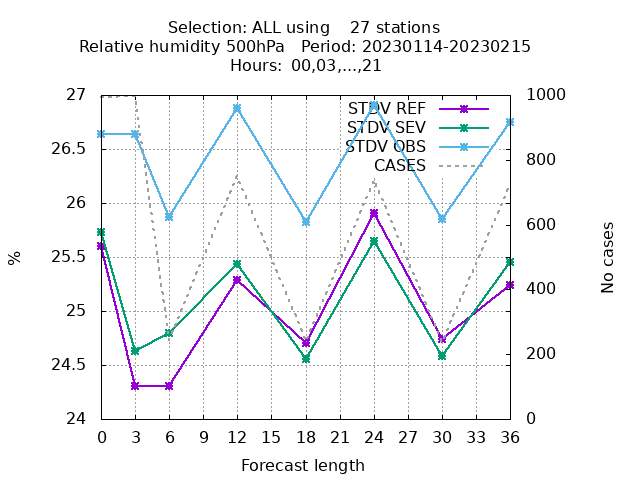 Selection: ALL using    27 stations
Relative humidity 500hPa   Period: 20230114-20230215
Hours:  00,03,...,21
27
26.5
26
25.5
25
24.5
24
%
1000
800
600
400
200
0
No cases
STDV REF
STDV SEV
STDV OBS
CASES
0 3 6 9 12 15 18 21 24 27 30 33 36
Forecast length